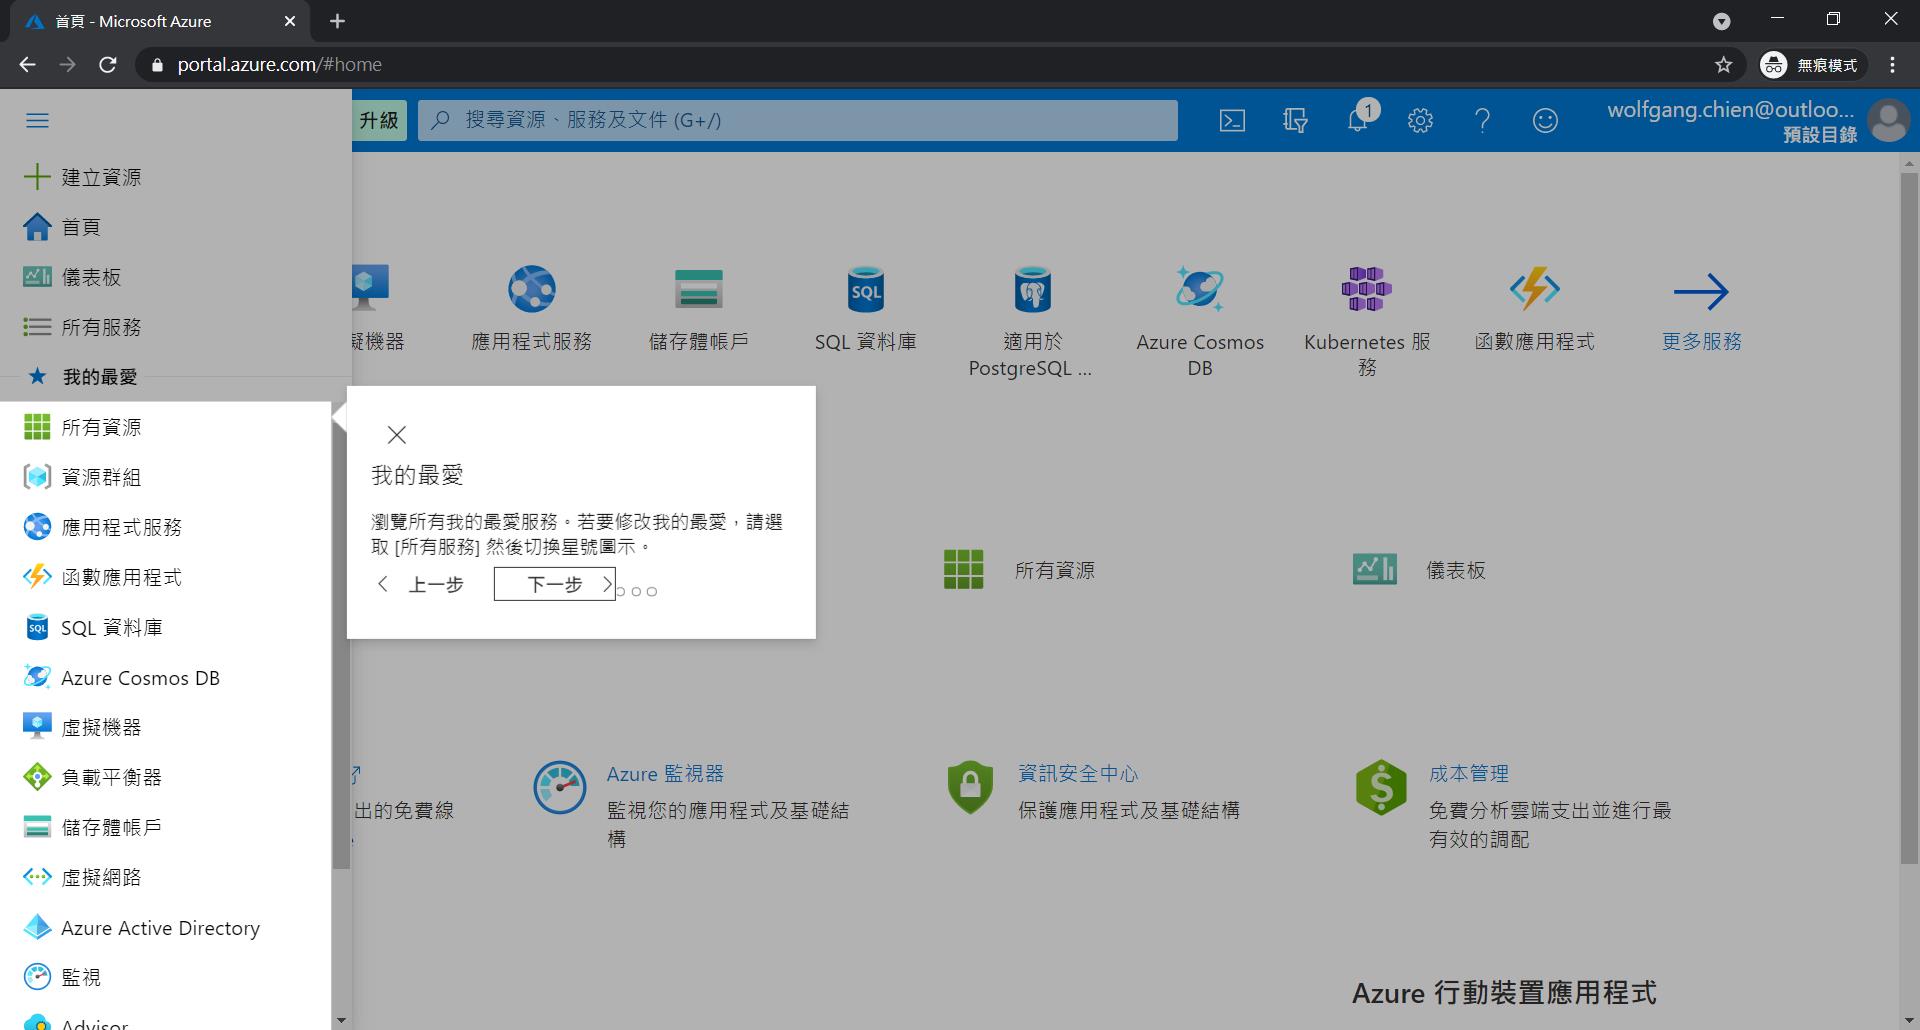 首頁 - Microsoft Azure
portal.azure.com/#home
無痕模式
升級
搜尋資源、服務及文件 (G+/)
1
wolfgang.chien@outloo...
預設目錄
建立資源
首頁
儀表板
所有服務
我的最愛
所有資源
資源群組
應用程式服務
函數應用程式
SQL 資料庫
Azure Cosmos DB
虛擬機器
負載平衡器
儲存體帳戶
虛擬網路
Azure Active Directory
監視
Advisor
擬機器
應用程式服務
儲存體帳戶
SQL
SQL 資料庫
適用於
PostgreSQL ...
Azure Cosmos
DB
Kubernetes 服
務
函數應用程式
更多服務
我的最愛
瀏覽所有我的最愛服務。若要修改我的最愛，請選
取 [所有服務] 然後切換星號圖示。
上一步
下一步
所有資源
儀表板
出的免費線
Azure 監視器
監視您的應用程式及基礎結
構
資訊安全中心
保護應用程式及基礎結構
成本管理
免費分析雲端支出並進行最
有效的調配
Azure 行動裝置應用程式